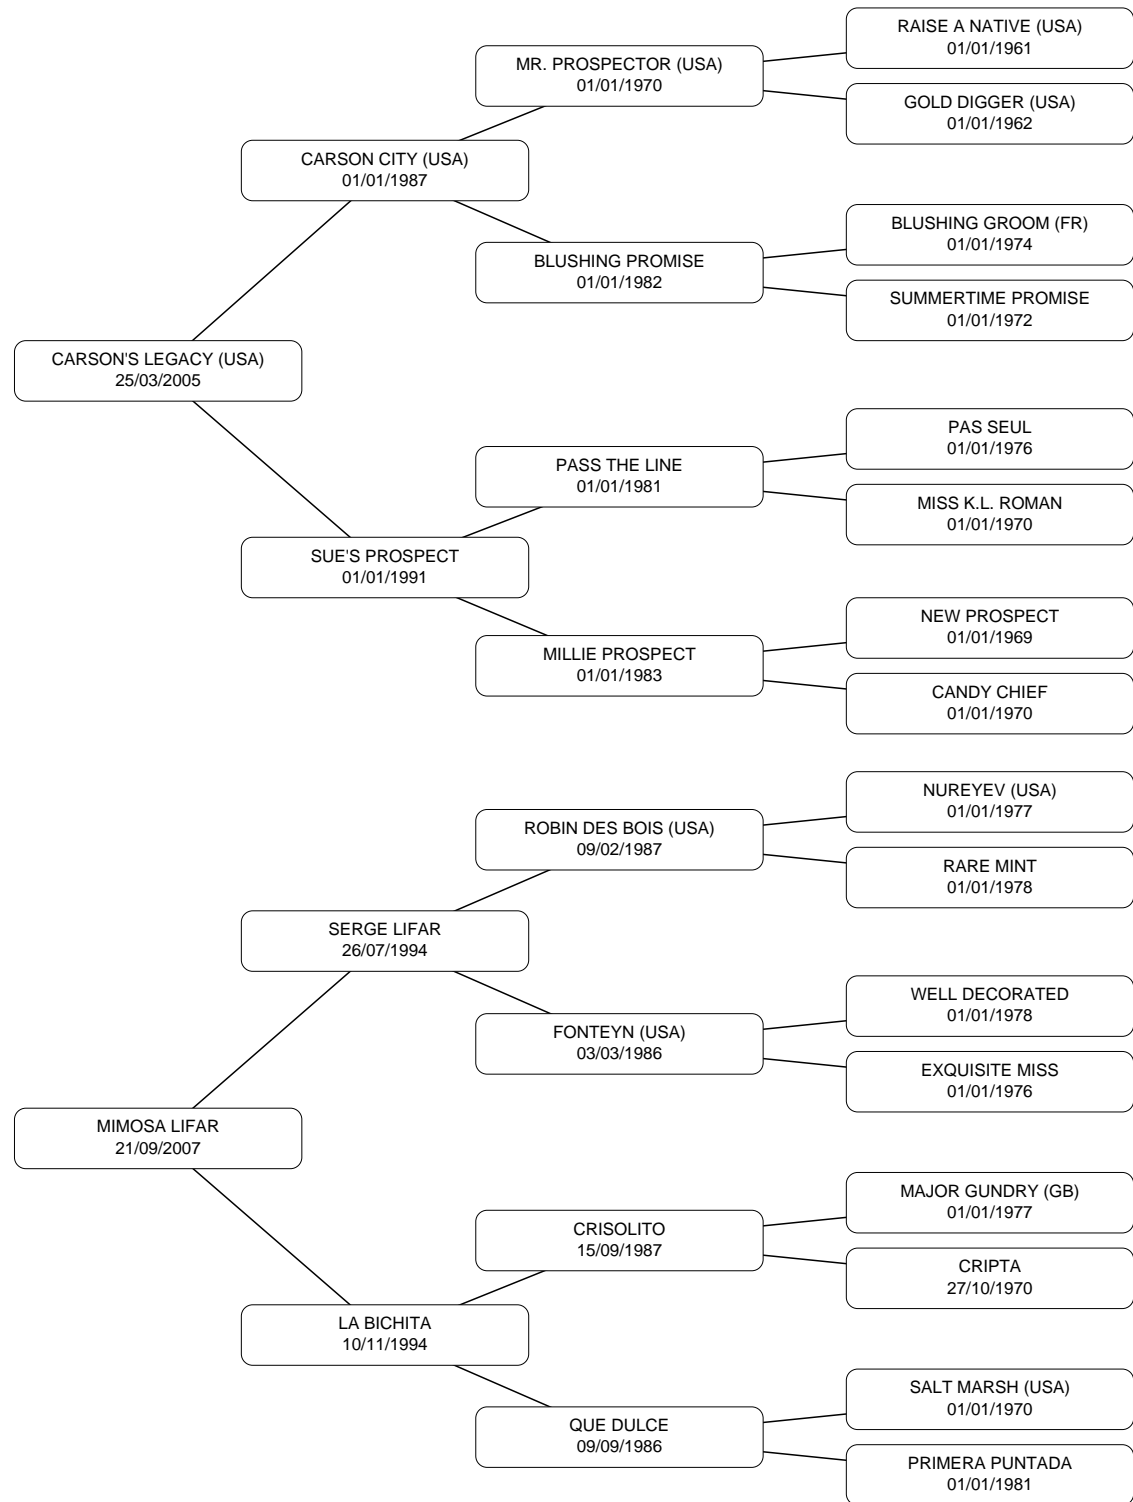 RAISE A NATIVE (USA)
01/01/1961
MR. PROSPECTOR (USA)
01/01/1970
GOLD DIGGER (USA)
01/01/1962
CARSON CITY (USA)
01/01/1987
BLUSHING GROOM (FR)
01/01/1974
BLUSHING PROMISE
01/01/1982
SUMMERTIME PROMISE
01/01/1972
CARSON'S LEGACY (USA)
25/03/2005
PAS SEUL
01/01/1976
PASS THE LINE
01/01/1981
MISS K.L. ROMAN
01/01/1970
SUE'S PROSPECT
01/01/1991
NEW PROSPECT
01/01/1969
MILLIE PROSPECT
01/01/1983
CANDY CHIEF
01/01/1970
NUREYEV (USA)
01/01/1977
ROBIN DES BOIS (USA)
09/02/1987
RARE MINT
01/01/1978
SERGE LIFAR
26/07/1994
WELL DECORATED
01/01/1978
FONTEYN (USA)
03/03/1986
EXQUISITE MISS
01/01/1976
MIMOSA LIFAR
21/09/2007
MAJOR GUNDRY (GB)
01/01/1977
CRISOLITO
15/09/1987
CRIPTA
27/10/1970
LA BICHITA
10/11/1994
SALT MARSH (USA)
01/01/1970
QUE DULCE
09/09/1986
PRIMERA PUNTADA
01/01/1981